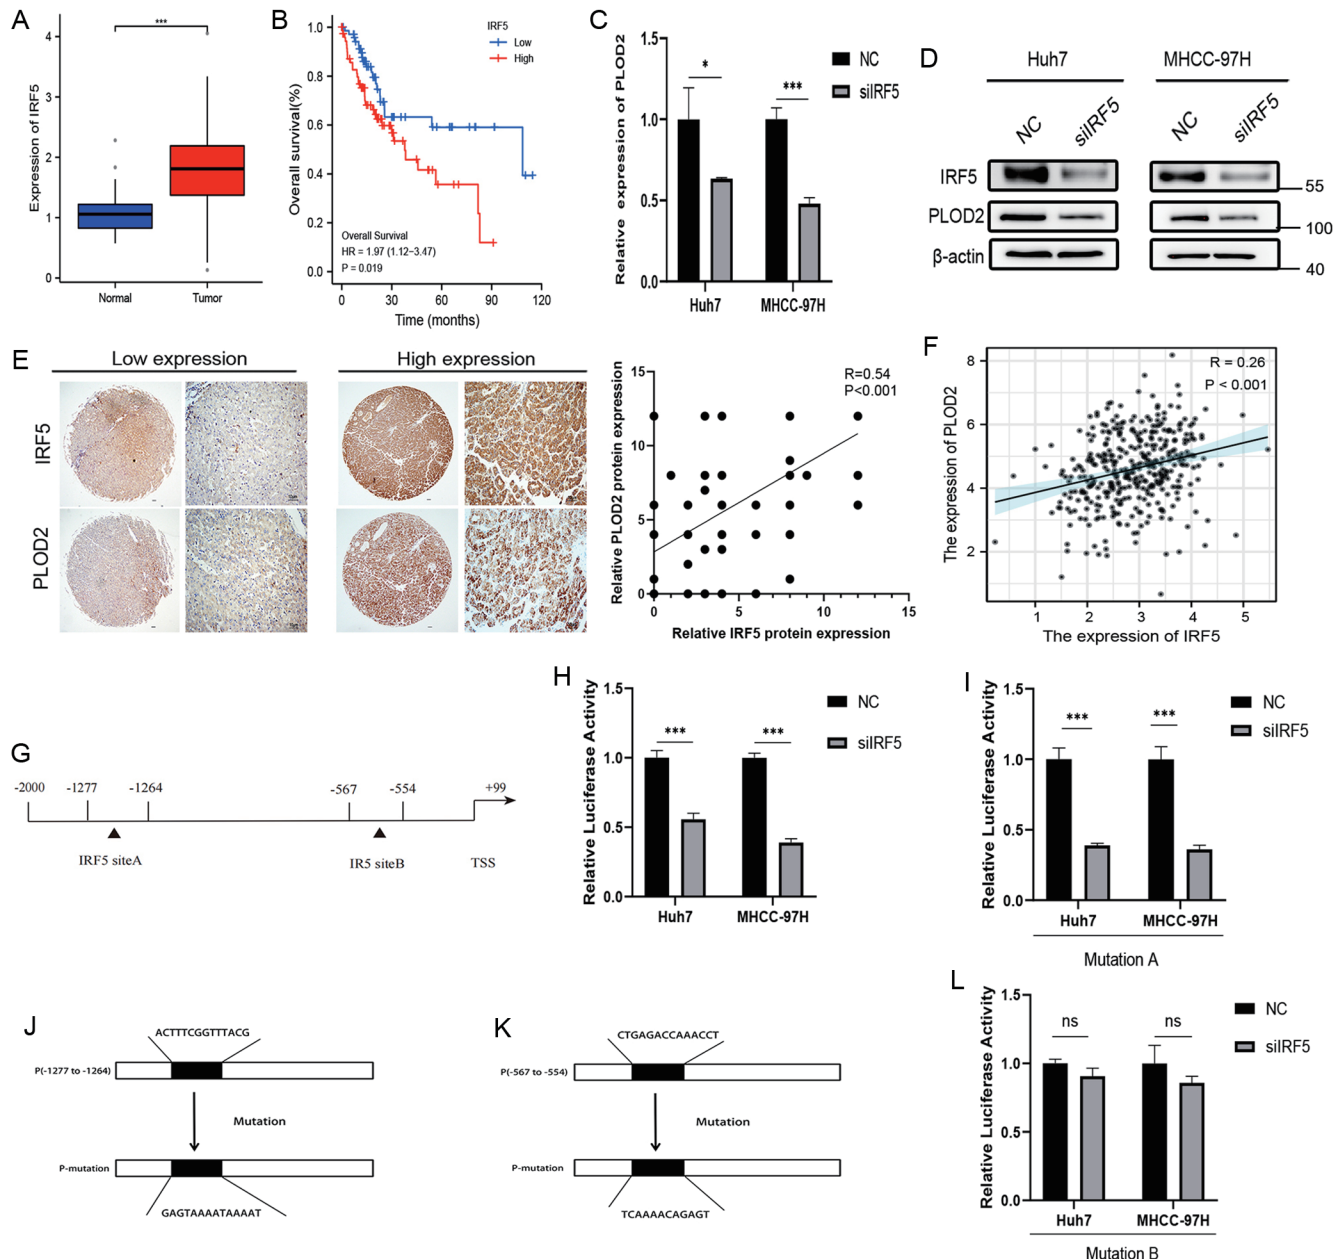 A
***
Expression of IRF5
4
3
2
1
0
Normal
Tumor
B
IRF5
Low
High
Overall survival(%)
1.0
0.8
0.6
0.4
0.2
0.0
Overall Survival
HR = 1.97 (1.12−3.47)
P = 0.019
0 30 60 90 120
Time (months)
C
Relative expression of PLOD2
1.5
1.0
0.5
0.0
*
***
NC
siIRF5
Huh7
MHCC-97H
D
Huh7 MHCC-97H
NC siIRF5 NC siIRF5
IRF5
55
PLOD2
100
β-actin
40
E
Low expression
High expression
IRF5
PLOD2
Relative PLOD2 protein expression
15
10
5
0
R=0.54
P<0.001
0 5 10 15
Relative IRF5 protein expression
F
The expression of PLOD2
8
6
4
2
R = 0.26
P < 0.001
1 2 3 4 5
The expression of IRF5
G
-2000 -1277 -1264 -567 -554 +99
IRF5 siteA
IR5 siteB
TSS
H
Relative Luciferase Activity
1.5
1.0
0.5
0.0
***
***
NC
siIRF5
Huh7
MHCC-97H
I
Relative Luciferase Activity
1.5
1.0
0.5
0.0
***
***
NC
siIRF5
Huh7
MHCC-97H
Mutation A
J
ACTTTCGGTTTACG
P(-1277 to -1264)
Mutation
P-mutation
GAGTAAAATAAAAT
K
CTGAGACCAAACCT
P(-567 to -554)
Mutation
P-mutation
TCAAAACAGAGT
L
Relative Luciferase Activity
1.5
1.0
0.5
0.0
ns
ns
NC
siIRF5
Huh7
MHCC-97H
Mutation B